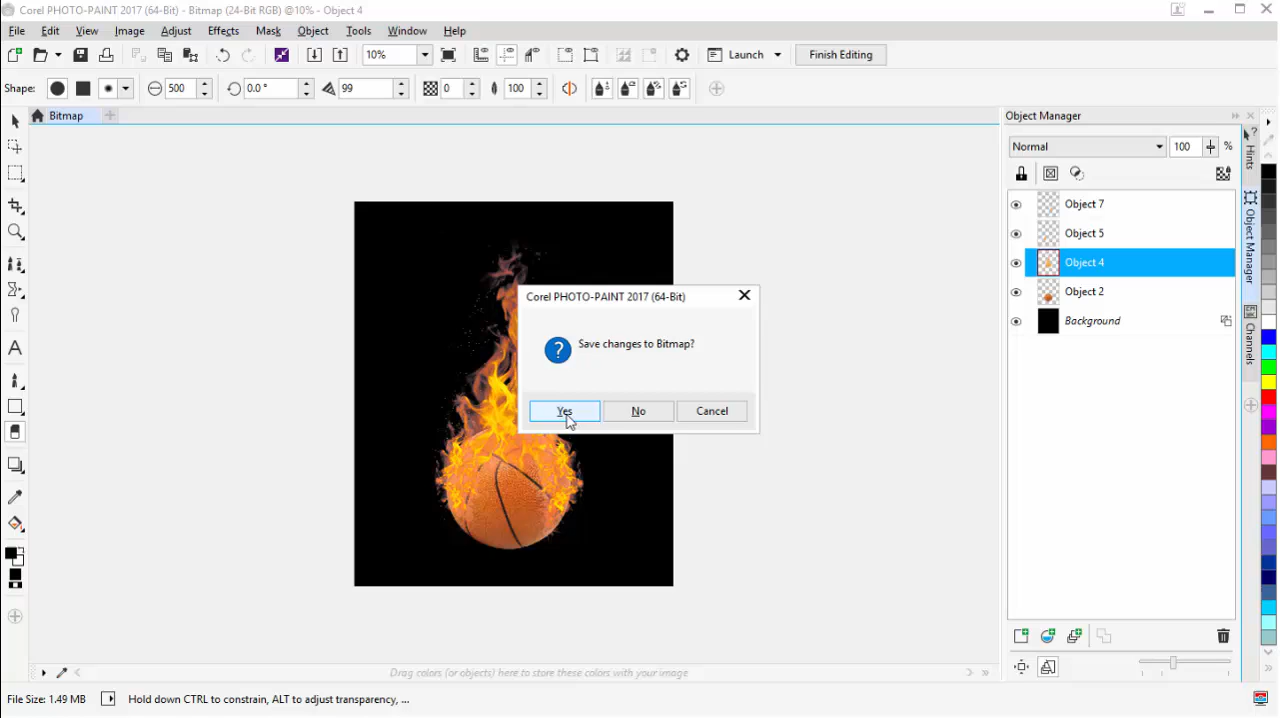 Corel PHOTO-PAINT 2017 (64-Bit) - Bitmap (24-Bit RGB) @10% - Object 4
File Edit View Image Adjust Effects Mask Object Tools Window Help
10% Launch Finish Editing
Shape: 500 0.0 ° 99 0 100
Bitmap
Object Manager
Normal 100 %
Hints
Object Manager
Channels
Object 7
Object 5
Object 4
Object 2
Background
Corel PHOTO-PAINT 2017 (64-Bit)
Save changes to Bitmap?
Yes No Cancel
Drag colors (or objects) here to store these colors with your image
File Size: 1.49 MB Hold down CTRL to constrain, ALT to adjust transparency, ...